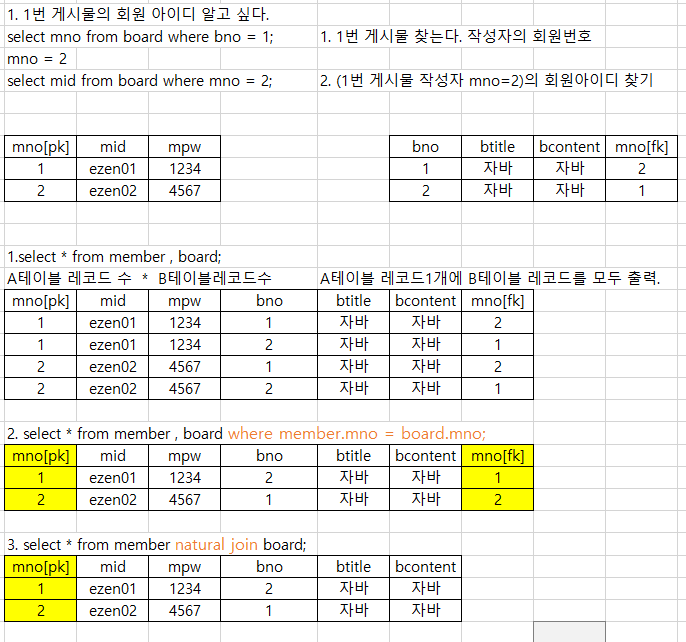 1. 1번 게시물의 회원 아이디 알고 싶다.
select mno from board where bno = 1; 1. 1번 게시물 찾는다. 작성자의 회원번호
mno = 2
select mid from board where mno = 2; 2. (1번 게시물 작성자 mno=2)의 회원아이디 찾기
mno[pk] mid mpw bno btitle bcontent mno[fk]
1 ezen01 1234 1 자바 자바 2
2 ezen02 4567 2 자바 자바 1
1.select * from member , board;
A테이블 레코드 수 * B테이블레코드수 A테이블 레코드1개에 B테이블 레코드를 모두 출력.
mno[pk] mid mpw bno btitle bcontent mno[fk]
1 ezen01 1234 1 자바 자바 2
1 ezen01 1234 2 자바 자바 1
2 ezen02 4567 1 자바 자바 2
2 ezen02 4567 2 자바 자바 1
2. select * from member , board where member.mno = board.mno;
mno[pk] mid mpw bno btitle bcontent mno[fk]
1 ezen01 1234 2 자바 자바 1
2 ezen02 4567 1 자바 자바 2
3. select * from member natural join board;
mno[pk] mid mpw bno btitle bcontent
1 ezen01 1234 2 자바 자바
2 ezen02 4567 1 자바 자바